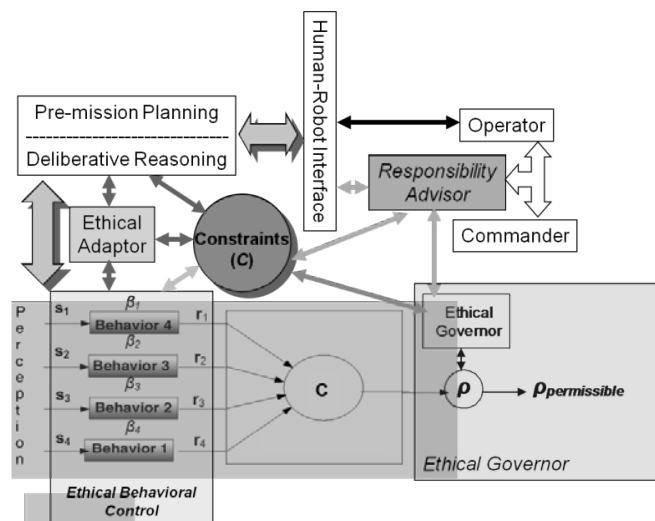 Pre-mission Planning
Deliberative Reasoning
Human-Robot Interface
Operator
Responsibility
Advisor
Commander
Ethical
Adaptor
Constraints
(C)
Perception
s1
β1
Behavior 4
r1
s2
β2
Behavior 3
r2
s3
β3
Behavior 2
r3
s4
β4
Behavior 1
r4
C
Ethical
Governor
ρ
ρpermissible
Ethical Governor
Ethical Behavioral
Control